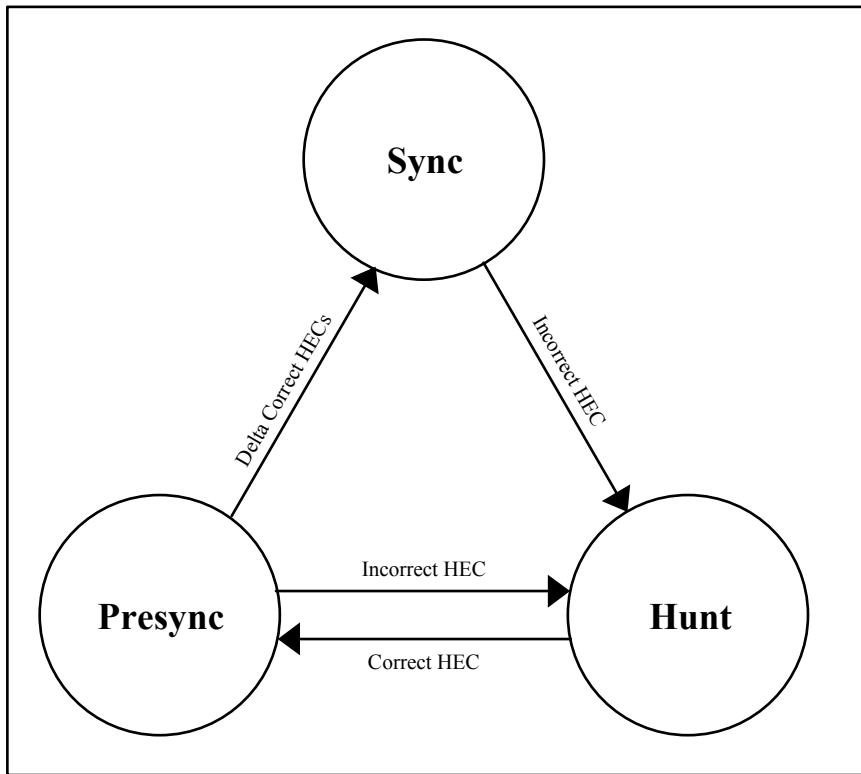 Sync
Delta Correct HECs
Incorrect HEC
Incorrect HEC
Presync
Hunt
Correct HEC